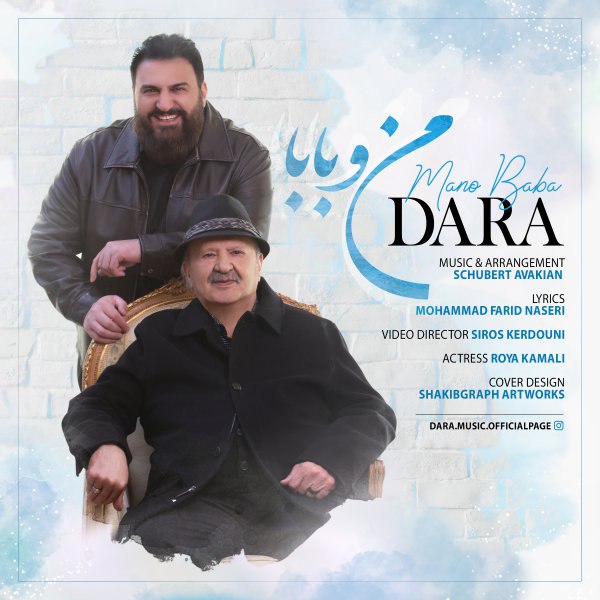 من و بابا
Mano Baba
DARA
MUSIC & ARRANGEMENT
SCHUBERT AVAKIAN
LYRICS
MOHAMMAD FARID NASERI
VIDEO DIRECTOR SIROS KERDOUNI
ACTRESS ROYA KAMALI
COVER DESIGN
SHAKIBGRAPH ARTWORKS
DARA.MUSIC.OFFICIALPAGE